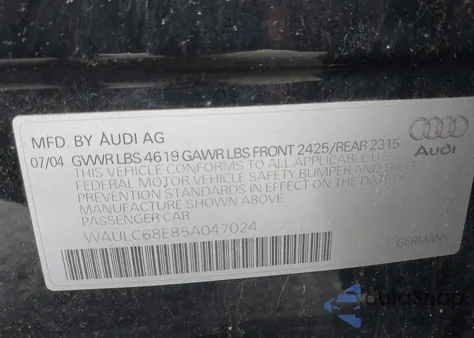 MFD. BY AUDI AG
07/04 GVWR LBS 4619 GAWR LBS FRONT 2425/REAR 2315
THIS VEHICLE CONFORMS TO ALL APPLICABLE
FEDERAL MOTOR VEHICLE SAFETY BUMPER AND THEFT
PREVENTION STANDARDS IN EFFECT ON THE DATE OF
MANUFACTURE SHOWN ABOVE
PASSENGER CAR
WAULC68E85A047024
Audi
GERMANY
autosnap